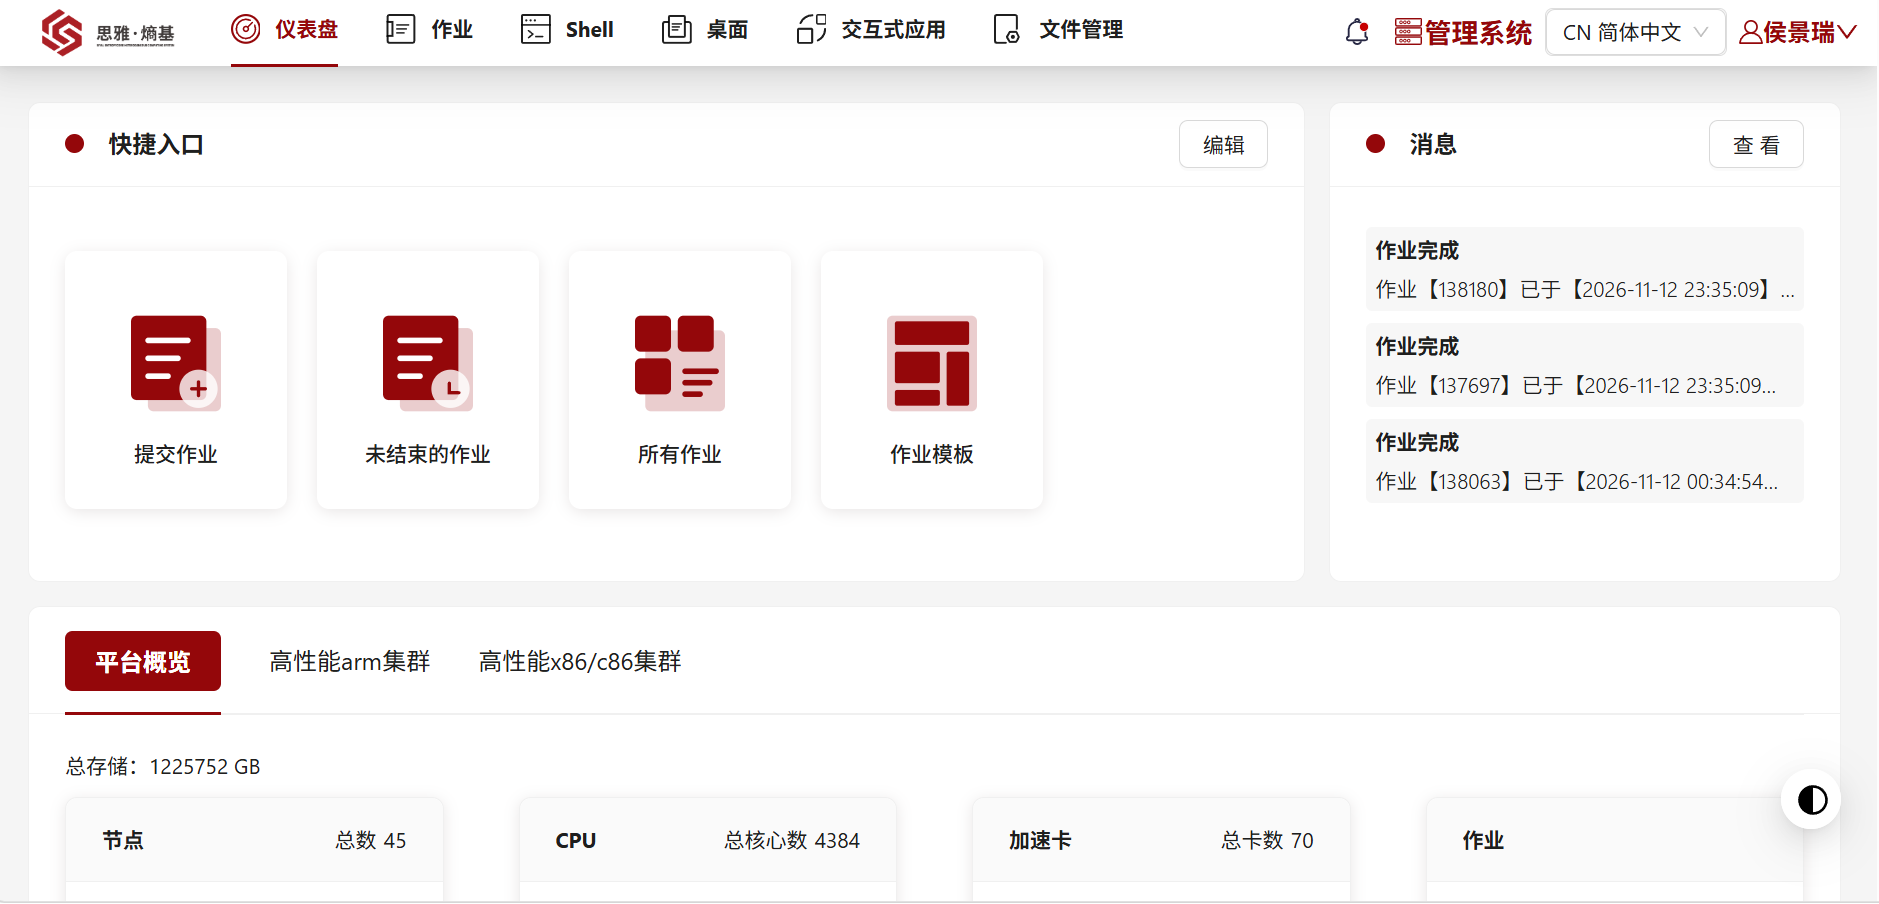 思雅·熵基
仪表盘
作业
Shell
桌面
交互式应用
文件管理
管理系统
CN 简体中文
侯景瑞
快捷入口
编辑
提交作业
未结束的作业
所有作业
作业模板
消息
查 看
作业完成
作业【138180】已于【2026-11-12 23:35:09】...
作业完成
作业【137697】已于【2026-11-12 23:35:09...
作业完成
作业【138063】已于【2026-11-12 00:34:54...
平台概览
高性能arm集群
高性能x86/c86集群
总存储：1225752 GB
节点
总数 45
CPU
总核心数 4384
加速卡
总卡数 70
作业